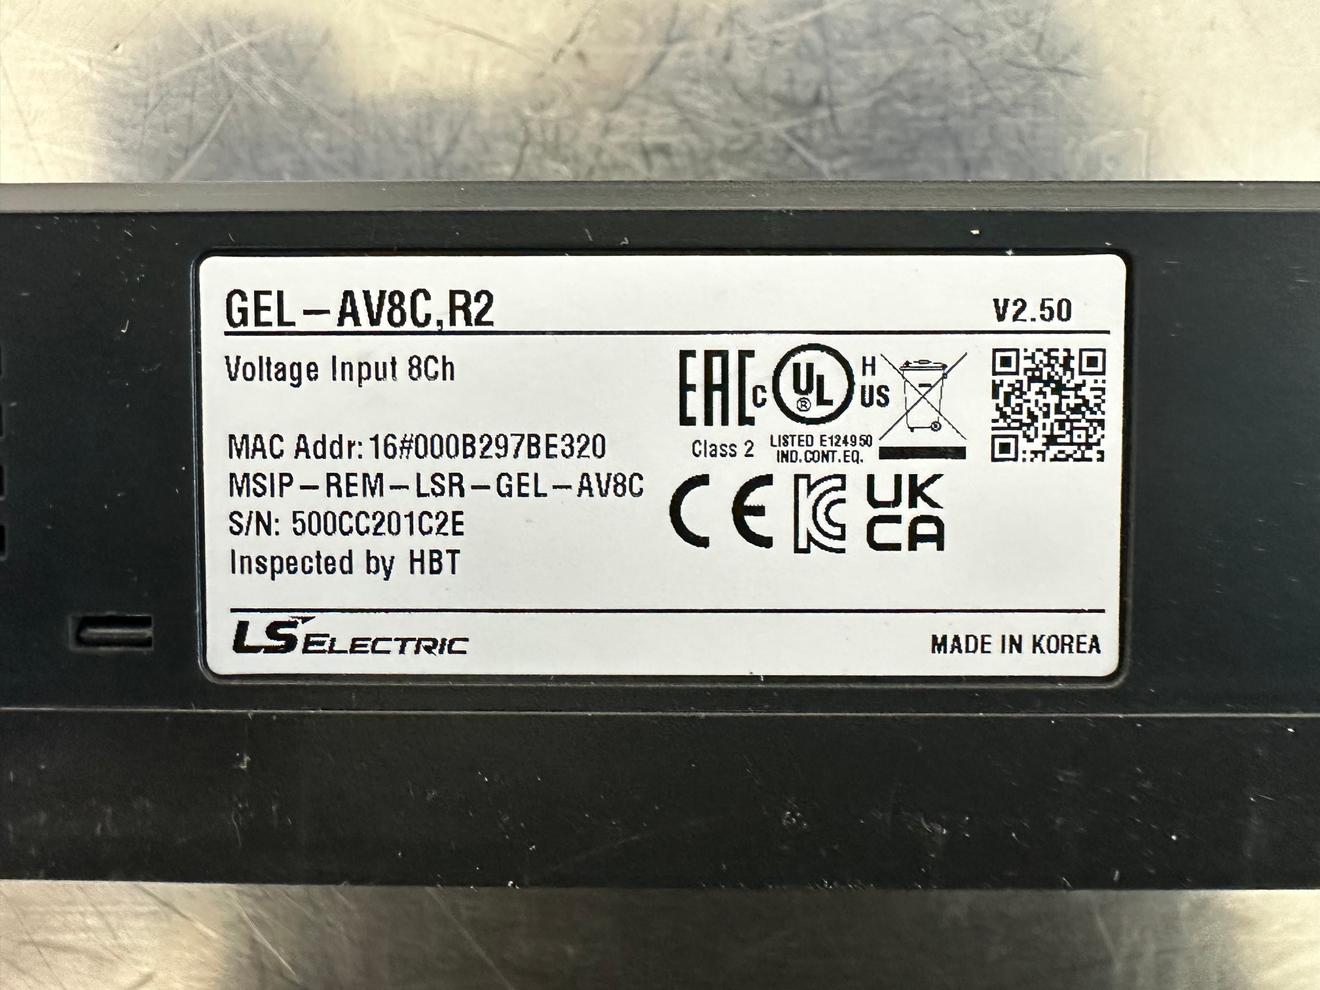 GEL-AV8C,R2
V2.50
Voltage Input 8Ch
EAC
C UL ® H US
Class 2
LISTED E124950
IND.CONT.EQ.
MAC Addr:16#000B297BE320
MSIP-REM-LSR-GEL-AV8C
S/N: 500CC201C2E
Inspected by HBT
CE
KC
UK
CA
LS ELECTRIC
MADE IN KOREA